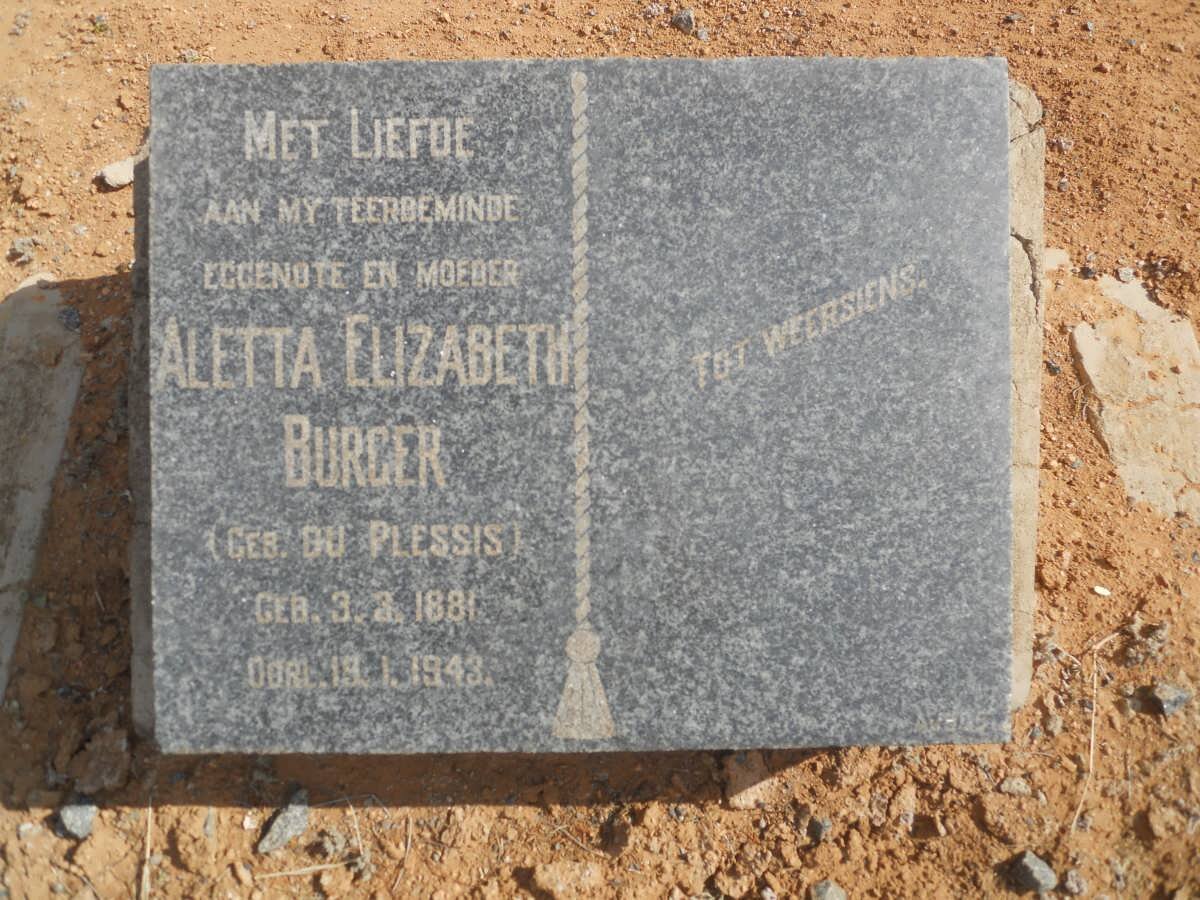 MET LIEFDE
AAN MY TEERBEMINDE
EGGENOTE EN MOEDER
ALETTA ELIZABETH
BURGER
(GEB. DU PLESSIS)
GEB. 3. 3. 1881
OORL. 19. 1. 1943.
TOT WEERSIENS.